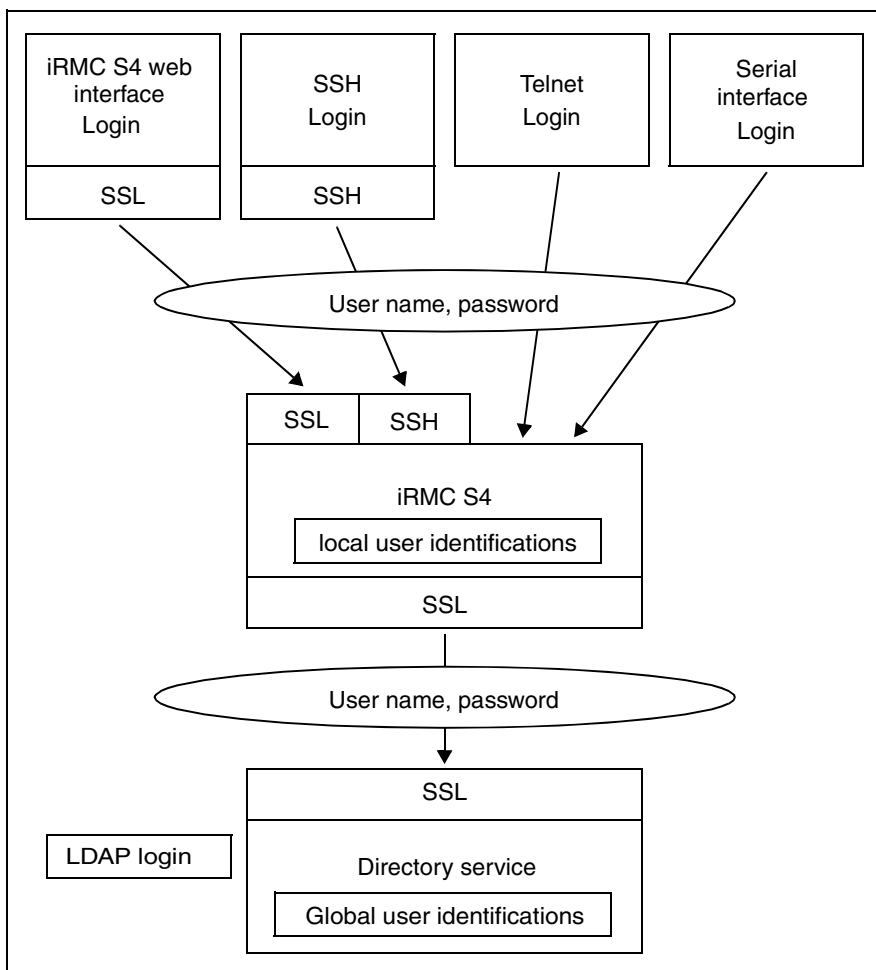 iRMC S4 web
interface
Login
SSL
SSH
Login
SSH
Telnet
Login
Serial
interface
Login
User name, password
SSL
SSH
iRMC S4
local user identifications
SSL
User name, password
SSL
LDAP login
Directory service
Global user identifications